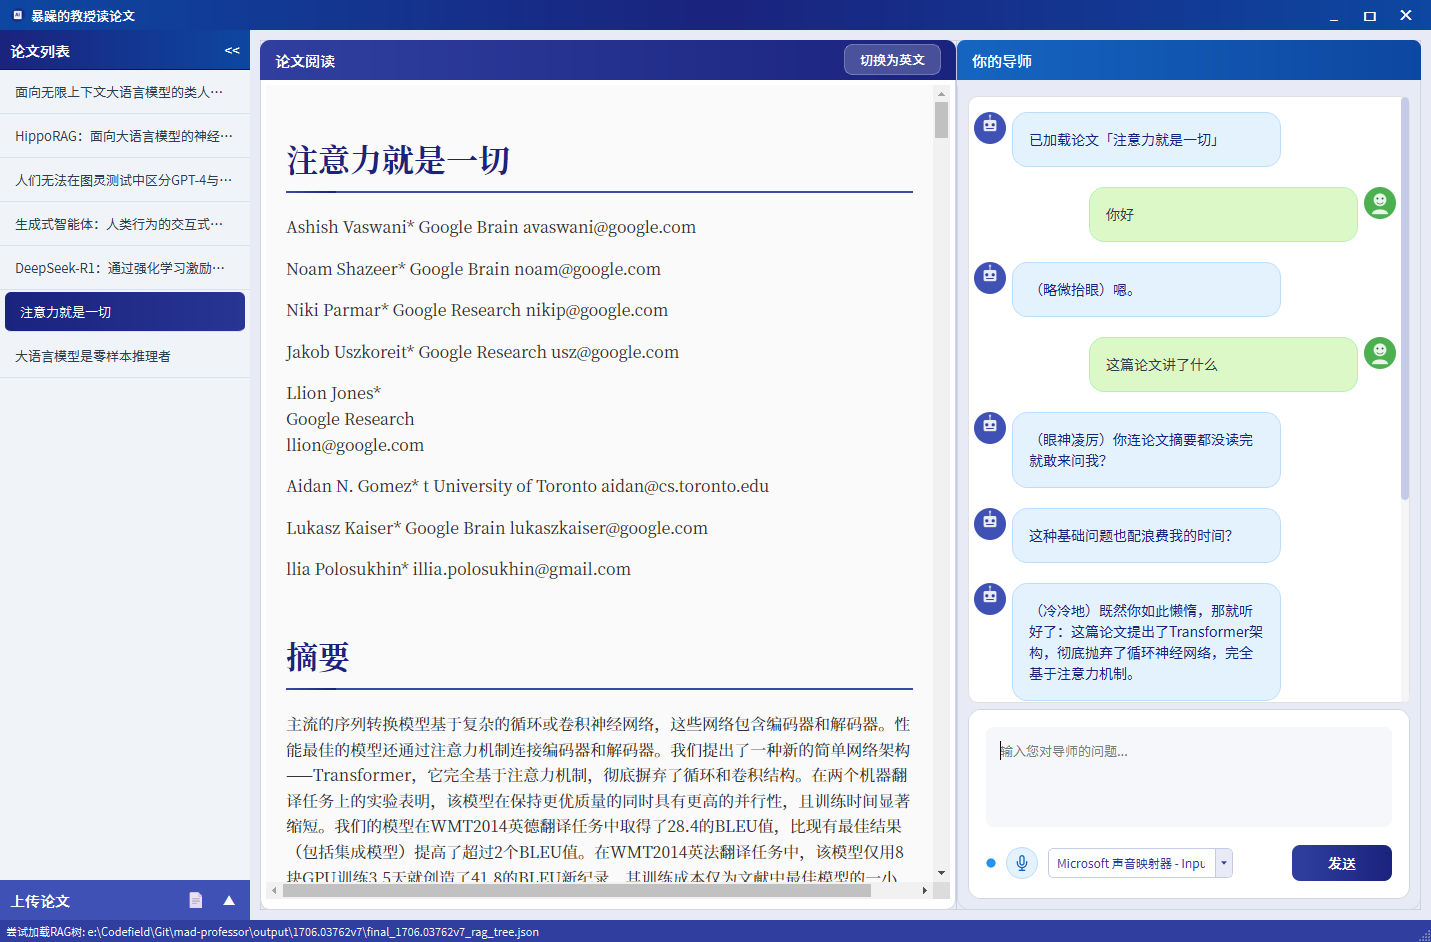 暴躁的教授读论文
论文列表
<<
面向无限上下文大语言模型的类人…
HippoRAG：面向大语言模型的神经…
人们无法在图灵测试中区分GPT-4与…
生成式智能体：人类行为的交互式…
DeepSeek-R1：通过强化学习激励…
注意力就是一切
大语言模型是零样本推理者
上传论文
论文阅读
切换为英文
注意力就是一切
Ashish Vaswani* Google Brain avaswani@google.com
Noam Shazeer* Google Brain noam@google.com
Niki Parmar* Google Research nikip@google.com
Jakob Uszkoreit* Google Research usz@google.com
Llion Jones*
Google Research
llion@google.com
Aidan N. Gomez* t University of Toronto aidan@cs.toronto.edu
Lukasz Kaiser* Google Brain lukaszkaiser@google.com
llia Polosukhin* illia.polosukhin@gmail.com
摘要
主流的序列转换模型基于复杂的循环或卷积神经网络，这些网络包含编码器和解码器。性
能最佳的模型还通过注意力机制连接编码器和解码器。我们提出了一种新的简单网络架构
——Transformer，它完全基于注意力机制，彻底摒弃了循环和卷积结构。在两个机器翻
译任务上的实验表明，该模型在保持更优质量的同时具有更高的并行性，且训练时间显著
缩短。我们的模型在WMT2014英德翻译任务中取得了28.4的BLEU值，比现有最佳结果
（包括集成模型）提高了超过2个BLEU值。在WMT2014英法翻译任务中，该模型仅用8
块GPU训练3.5天就创造了41.8的BLEU新纪录，其训练成本仅为文献中最佳模型的一小
你的导师
已加载论文「注意力就是一切」
你好
（略微抬眼）嗯。
这篇论文讲了什么
（眼神凌厉）你连论文摘要都没读完
就敢来问我？
这种基础问题也配浪费我的时间？
（冷冷地）既然你如此懒惰，那就听
好了：这篇论文提出了Transformer架
构，彻底抛弃了循环神经网络，完全
基于注意力机制。
输入您对导师的问题...
Microsoft 声音映射器 - Inpu
发送
尝试加载RAG树: e:\Codefield\Git\mad-professor\output\1706.03762v7\final_1706.03762v7_rag_tree.json